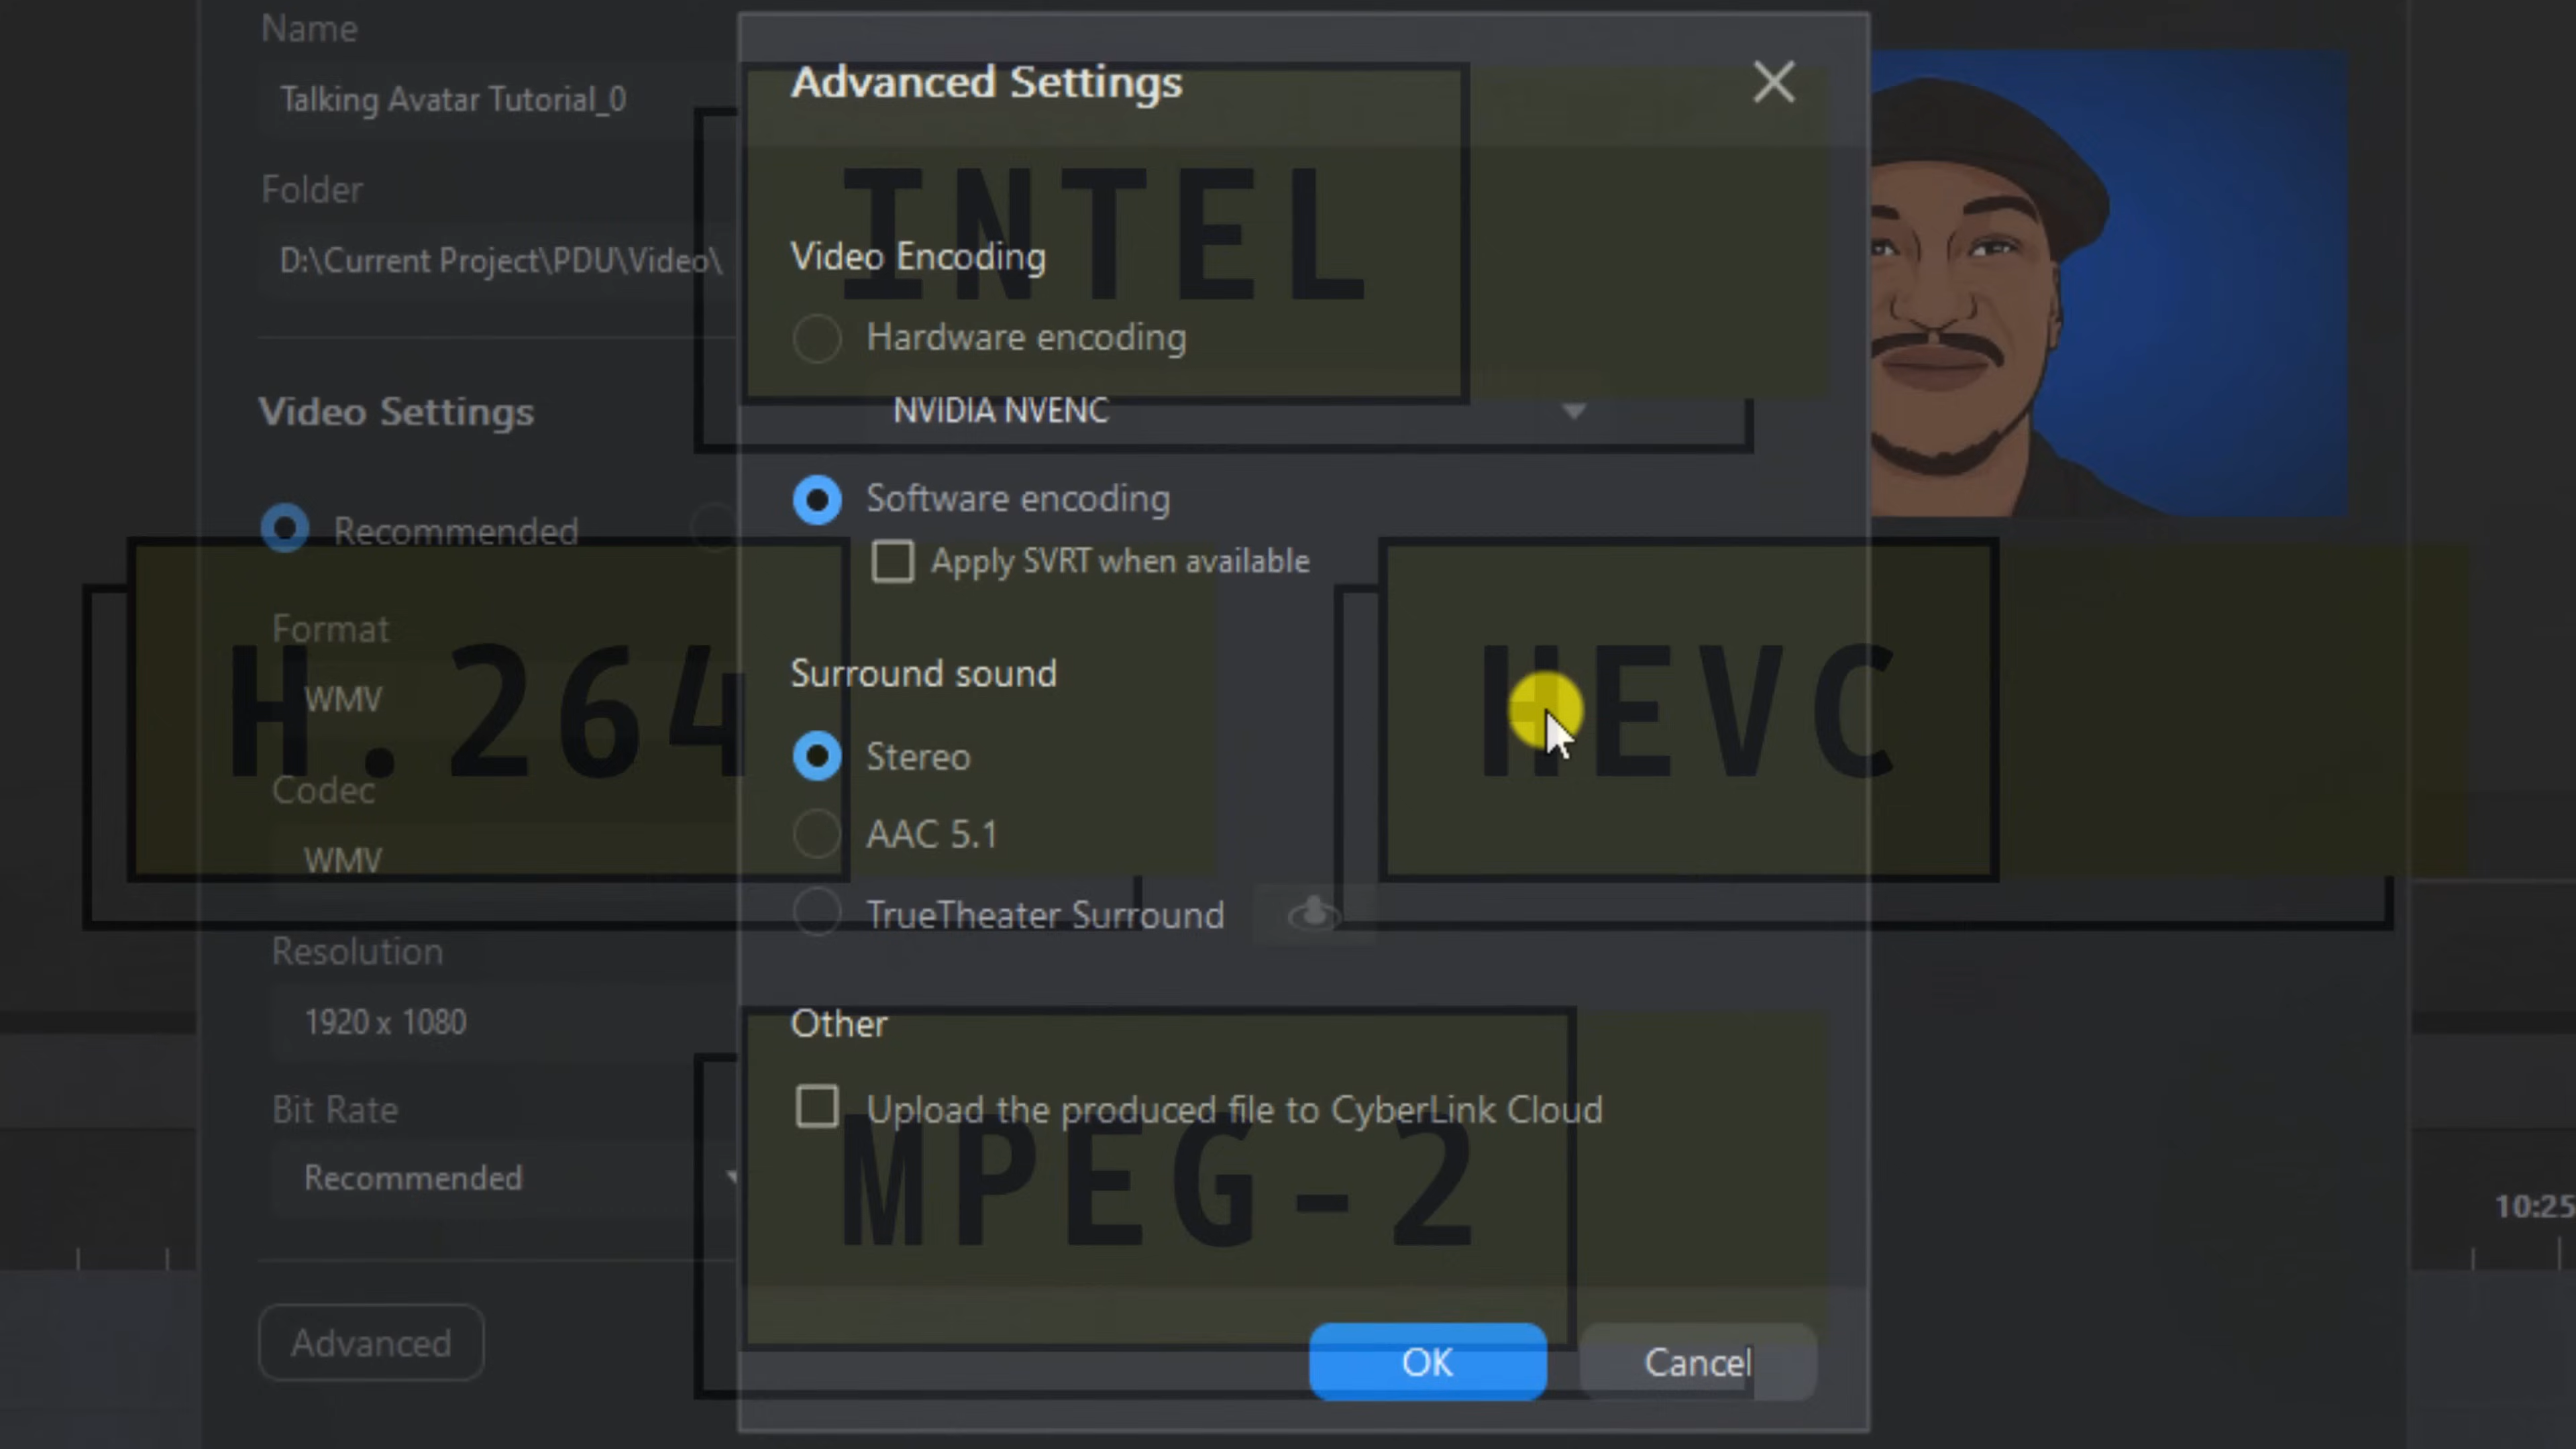 Name
Talking Avatar Tutorial_0
Folder
D:\Current Project\PDU\Video\
Video Settings
Recommended
Format
WMV
Codec
WMV
Resolution
1920 x 1080
Bit Rate
Recommended
Advanced
Advanced Settings
INTEL
Video Encoding
Hardware encoding
NVIDIA NVENC
Software encoding
Apply SVRT when available
H.264
HEVC
Surround sound
Stereo
AAC 5.1
TrueTheater Surround
Other
Upload the produced file to CyberLink Cloud
MPEG-2
OK
Cancel
10:25